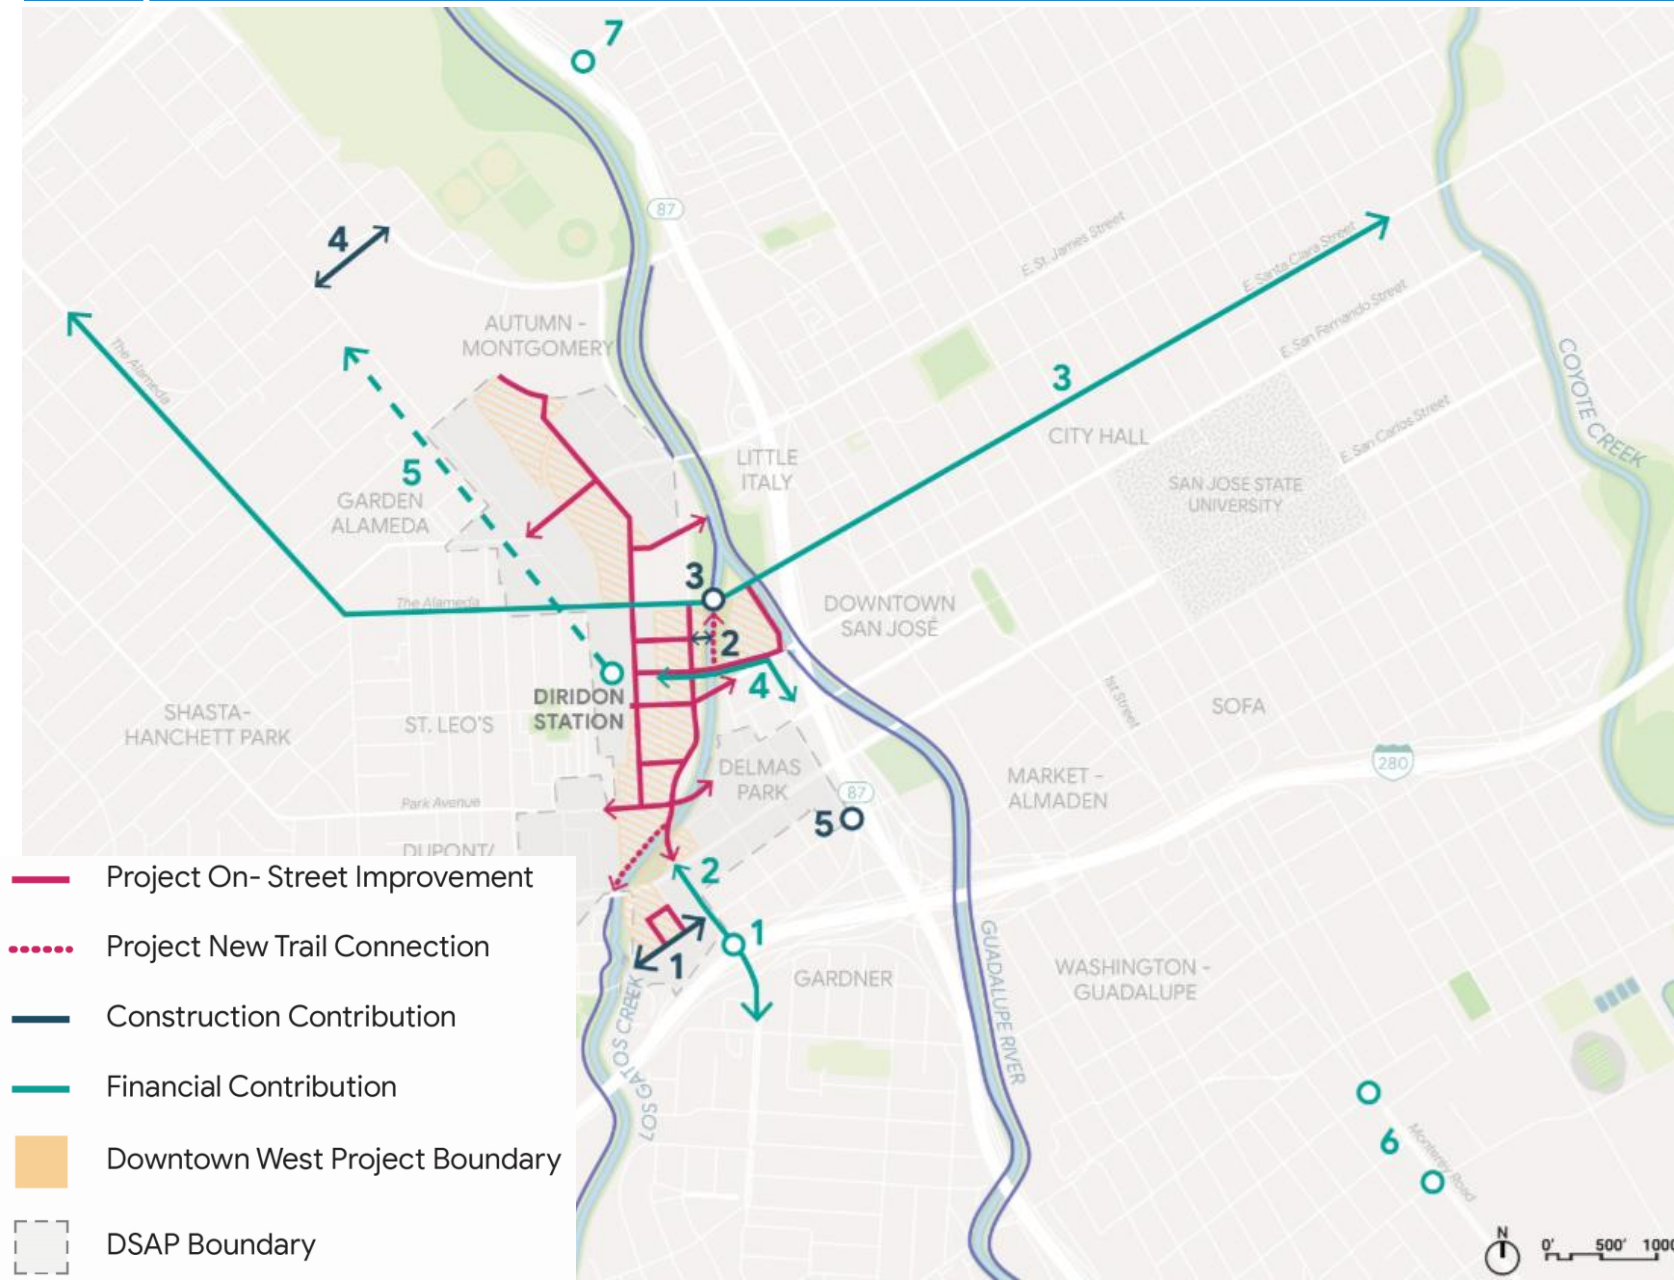 7
87
4
E. St. James Street
E. Santa Clara Street
E. San Fernando Street
The Alameda
AUTUMN -
MONTGOMERY
COYOTE CREEK
3
CITY HALL
E. San Carlos Street
LITTLE
ITALY
5
GARDEN
ALAMEDA
SAN JOSE STATE
UNIVERSITY
3
The Alameda
DOWNTOWN
SAN JOSÉ
2
4
DIRIDON
STATION
1st Street
SOFA
SHASTA-
HANCHETT PARK
ST. LEO'S
280
DELMAS
PARK
MARKET -
ALMADEN
87
5
Park Avenue
DUPONT/
2
1
1
GARDNER
WASHINGTON -
GUADALUPE
GUADALUPE RIVER
LOS GATOS CREEK
6
Monterey Road
Project On- Street Improvement
Project New Trail Connection
Construction Contribution
Financial Contribution
Downtown West Project Boundary
DSAP Boundary
N
0' 500'